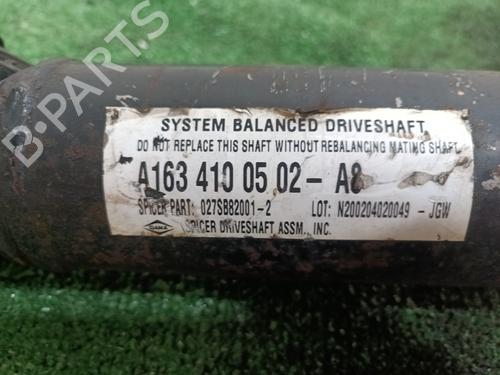 SYSTEM BALANCED DRIVESHAFT
DO NOT REPLACE THIS SHAFT WITHOUT REBALANCING MATING SHAFT
A163 410 05 02- A8
SPICER PART: 027SB82001-2 LOT: N200204020049 -JGW
DANA SPICER DRIVESHAFT ASSM., INC.
B-PARTS